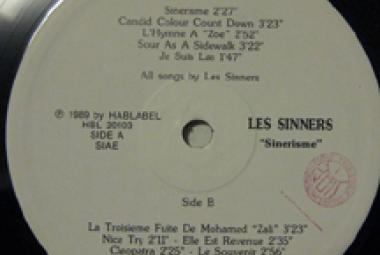 Sinerame 2'27"
Candid Colour Count Down 3'23"
L'Hymne A "Zoe" 2'52"
Sour As A Sidewalk 3'22"
Je Suis Lao 1'47"
All songs by Les Sinners
℗ 1989 by HABLABEL
HBL 20103
SIDE A
SIAE
LES SINNERS
"Sinerisme"
Side B
La Troisieme Fuite De Mohamed "Zali" 3'23"
Nice Try 2'11" - Elle Est Revenue 2'35"
Cleopatra 2'25" - Le Souvenir 2'56"